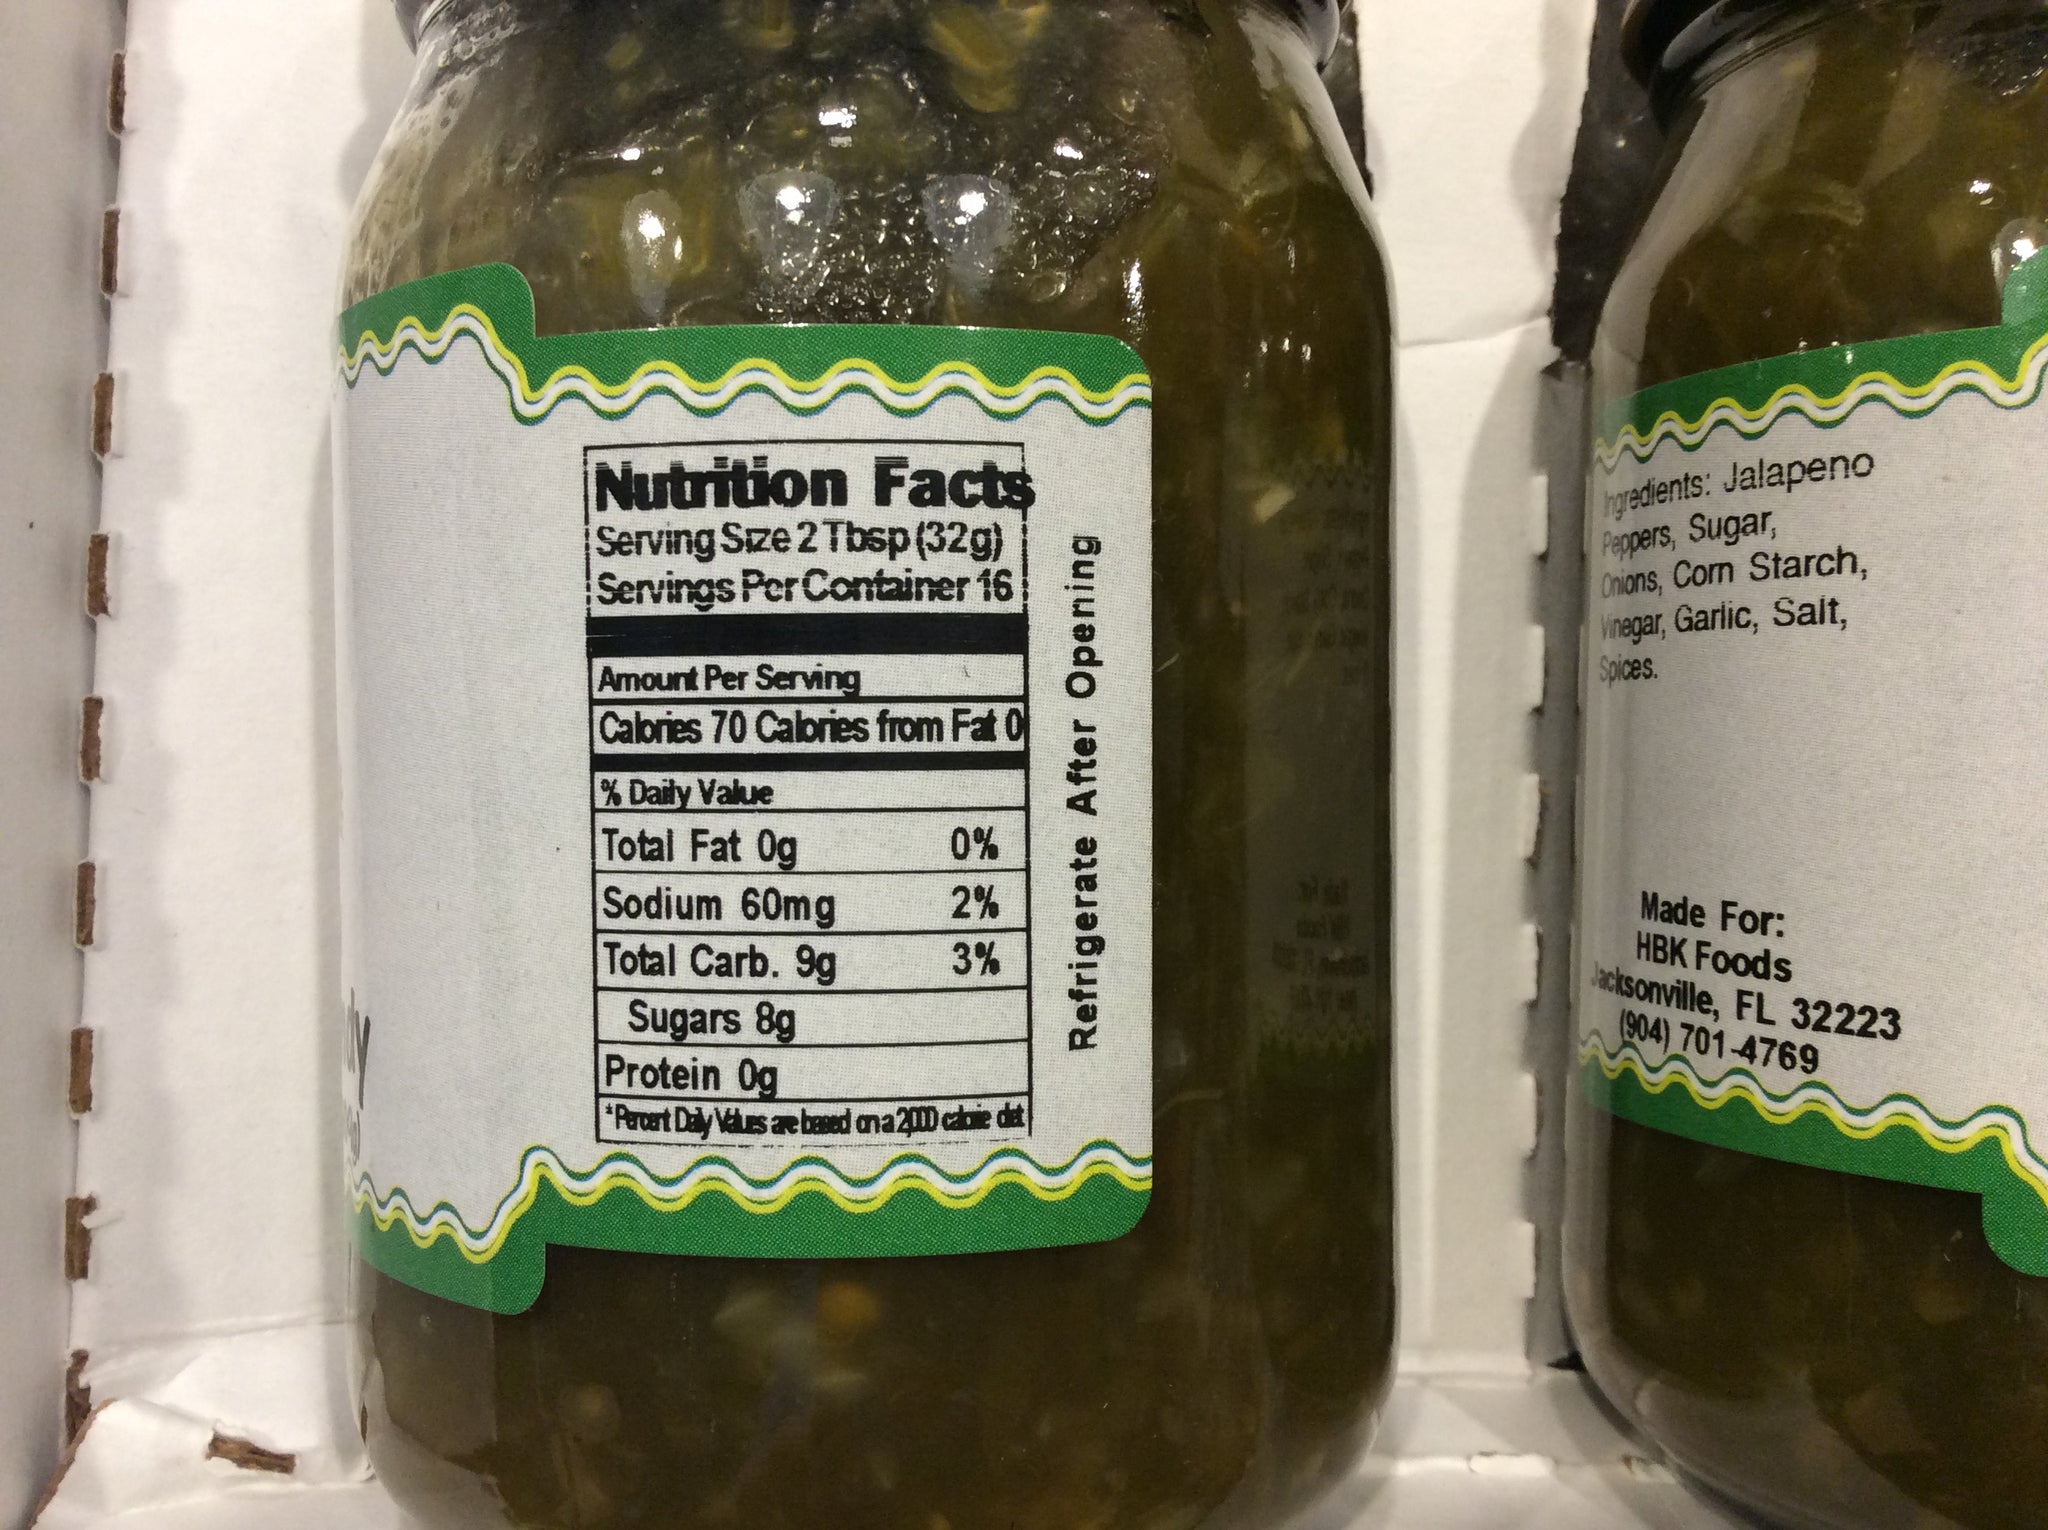 Nutrition Facts
Serving Size 2 Tbsp (32g)
Servings Per Container 16
Amount Per Serving
Calories 70 Calories from Fat 0
% Daily Value
Total Fat 0g 0%
Sodium 60mg 2%
Total Carb. 9g 3%
Sugars 8g
Protein 0g
*Percent Daily Values are based on a 2000 calorie diet
Refrigerate After Opening
Ingredients: Jalapeno
Peppers, Sugar,
Onions, Corn Starch,
Vinegar, Garlic, Salt,
Spices.
Made For:
HBK Foods
Jacksonville, FL 32223
(904) 701-4769